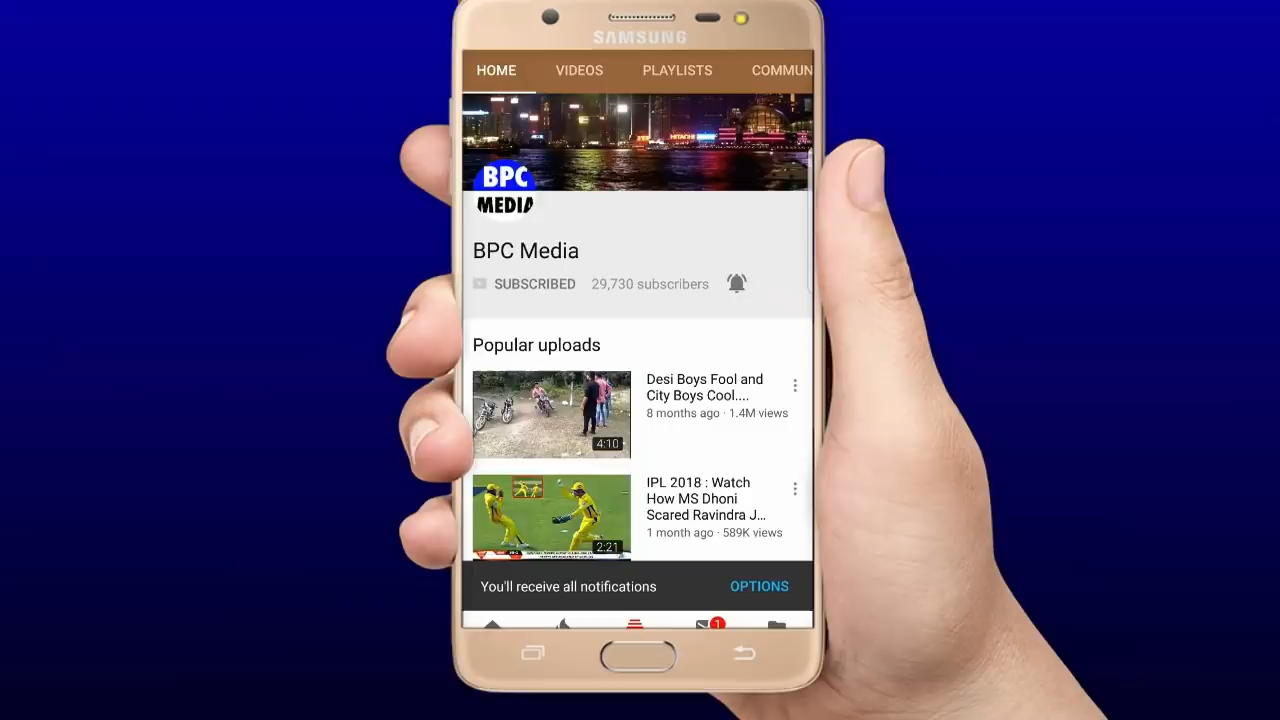 SAMSUNG
HOME VIDEOS PLAYLISTS COMMUN
HITACHI
BPC
MEDIA
BPC Media
SUBSCRIBED 29,730 subscribers
Popular uploads
Desi Boys Fool and
City Boys Cool....
8 months ago · 1.4M views
4:10
IPL 2018 : Watch
How MS Dhoni
Scared Ravindra J...
1 month ago · 589K views
2:21
You'll receive all notifications OPTIONS
1